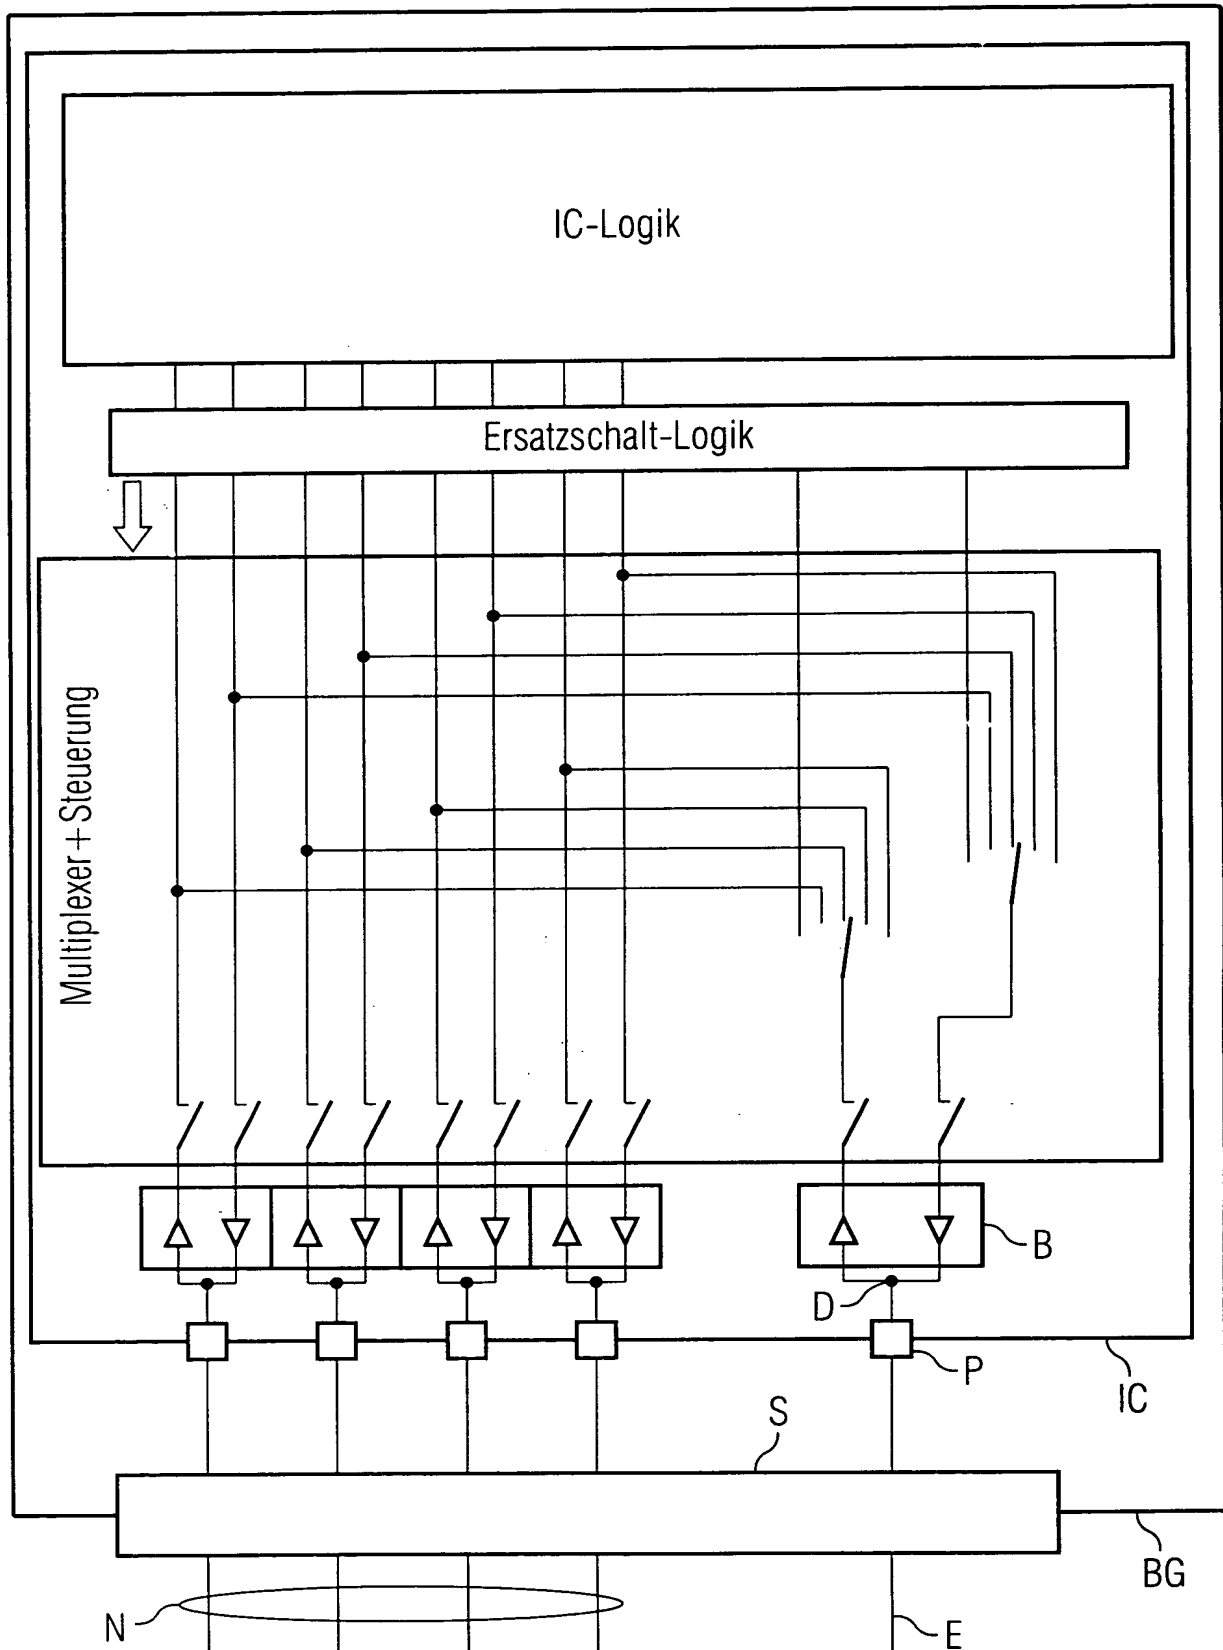 IC-Logik
Ersatzschalt-Logik
Multiplexer + Steuerung
B
D
P
IC
S
BG
N
E